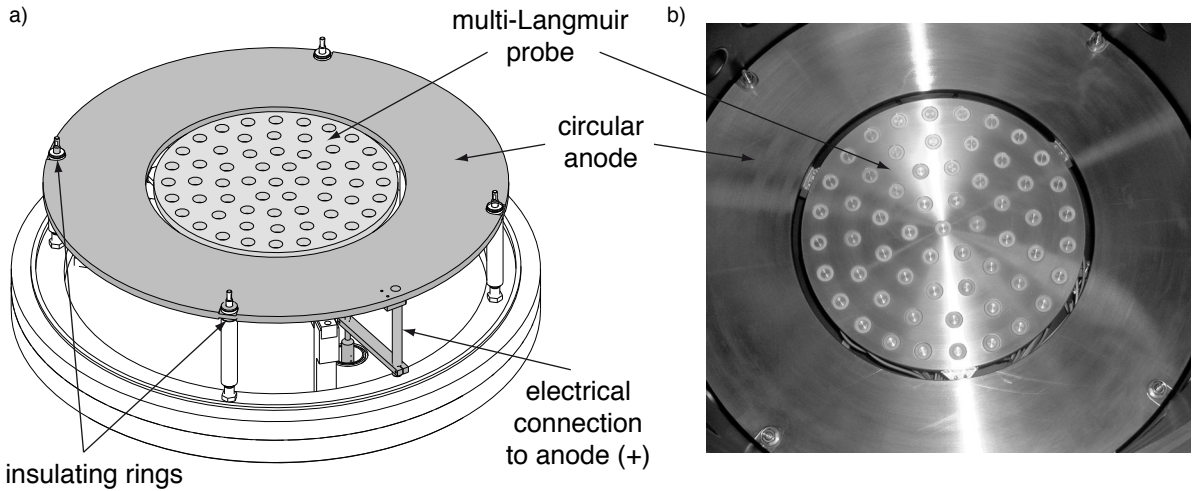 a)
multi-Langmuir
probe
circular
anode
electrical
connection
to anode (+)
insulating rings
b)